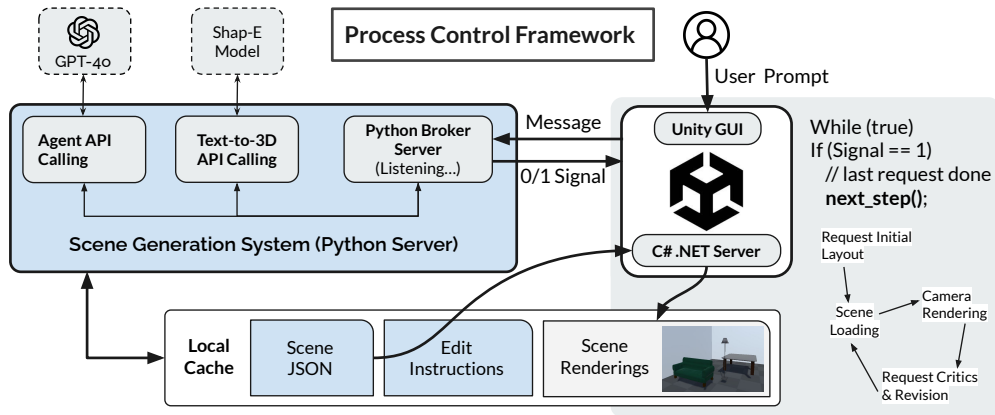 Process Control Framework
GPT-4o
Shap-E
Model
User Prompt
Agent API
Calling
Text-to-3D
API Calling
Python Broker
Server
(Listening...)
Message
0/1 Signal
Unity GUI
C# .NET Server
Scene Generation System (Python Server)
While (true)
If (Signal == 1)
// last request done
next_step();
Request Initial
Layout
Scene
Loading
Camera
Rendering
Request Critics
& Revision
Local
Cache
Scene
JSON
Edit
Instructions
Scene
Renderings